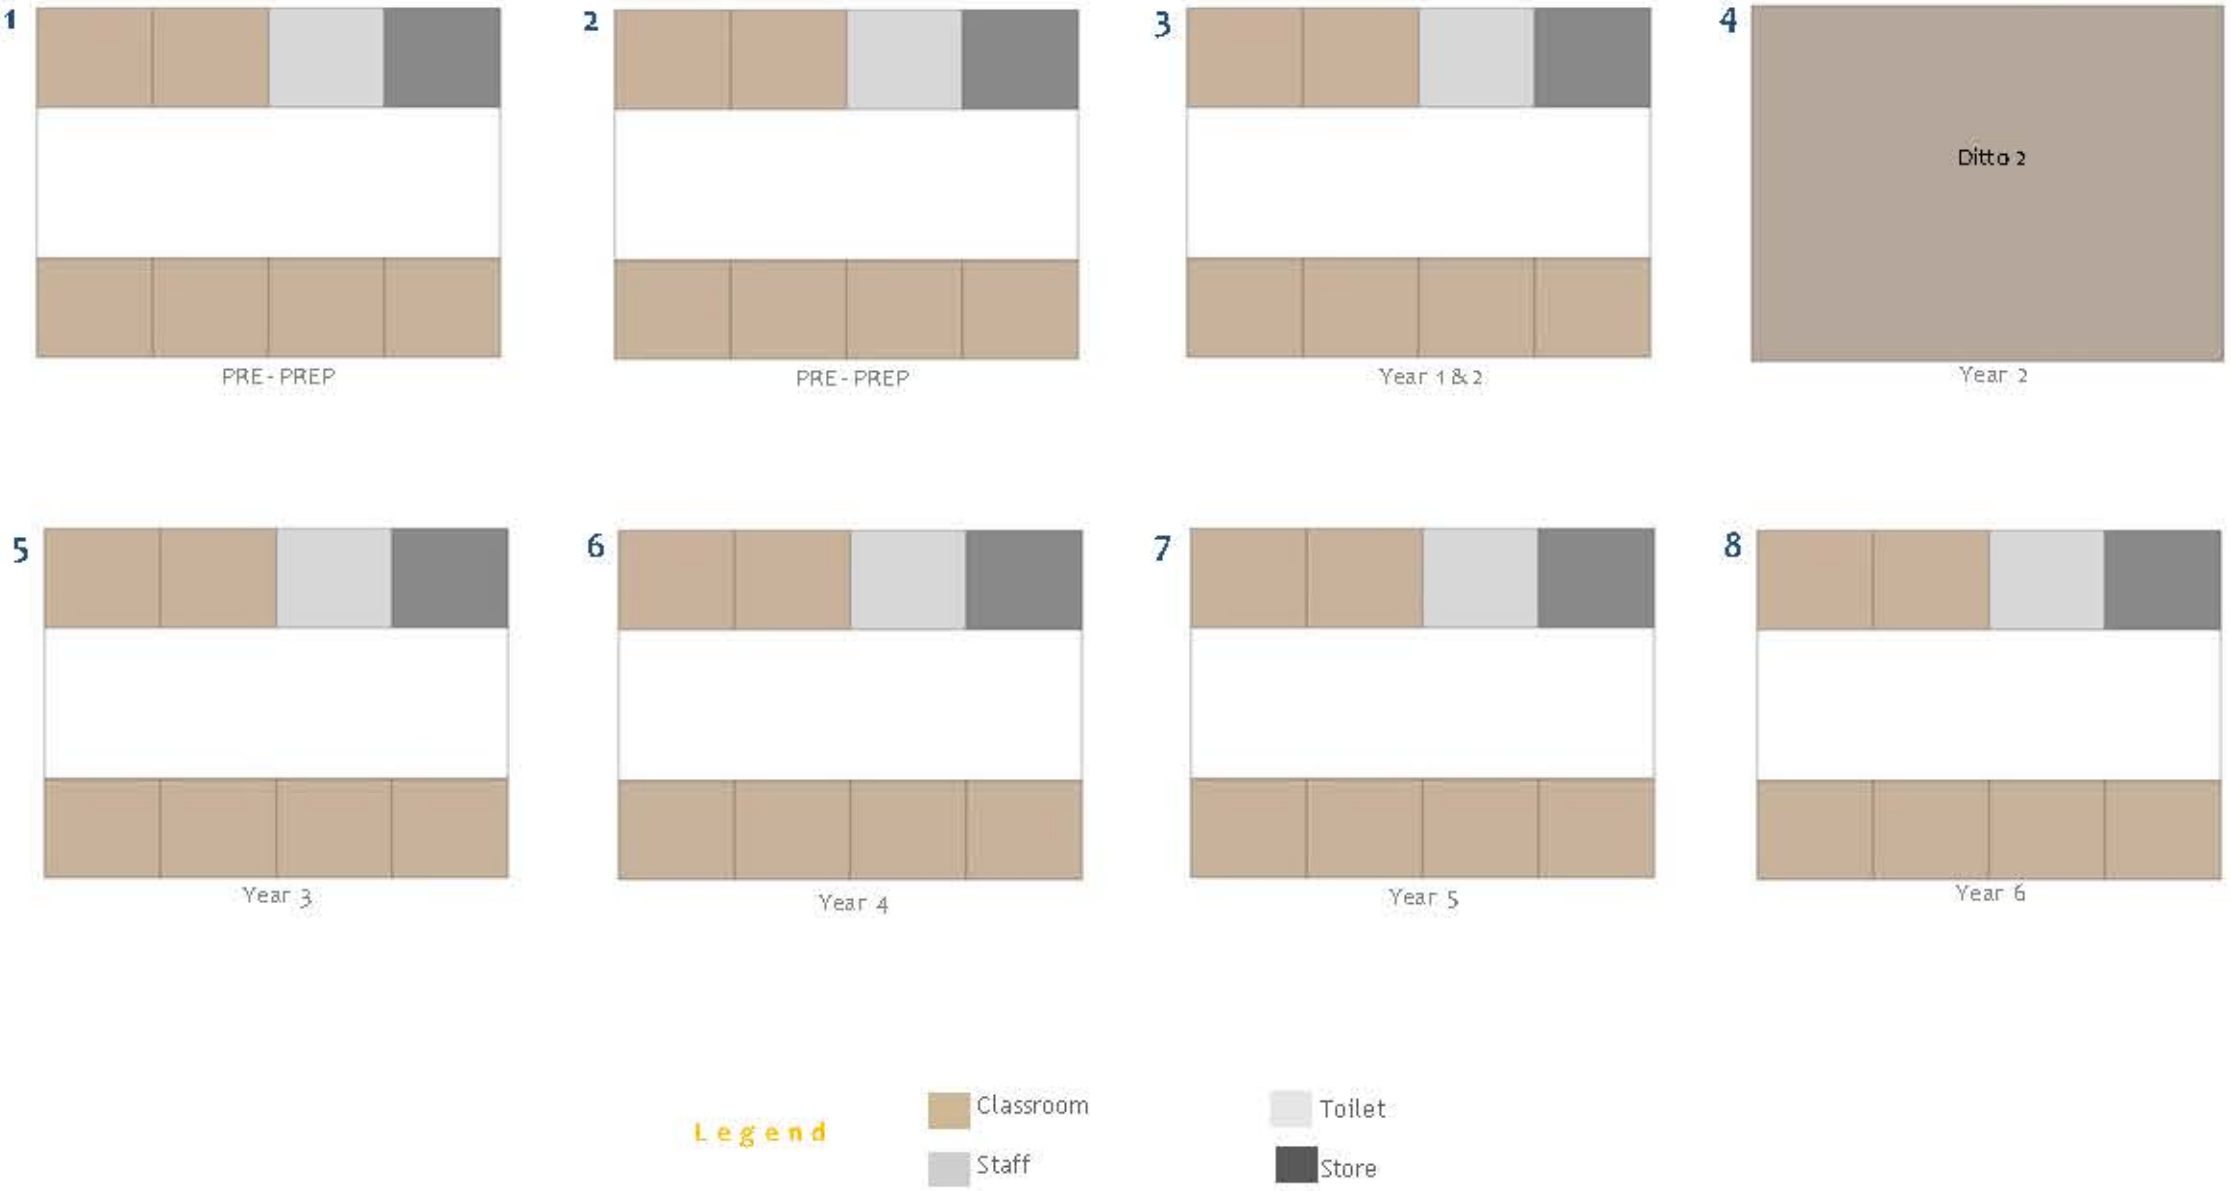 1
2
3
4
Ditto 2
PRE-PREP
PRE-PREP
Year 1 & 2
Year 2
5
6
7
8
Year 3
Year 4
Year 5
Year 6
Legend
Classroom
Toilet
Staff
Store